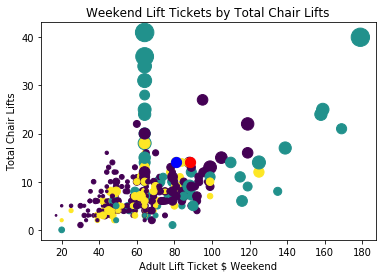 Weekend Lift Tickets by Total Chair Lifts
40
30
20
10
0
Total Chair Lifts
20 40 60 80 100 120 140 160 180
Adult Lift Ticket $ Weekend